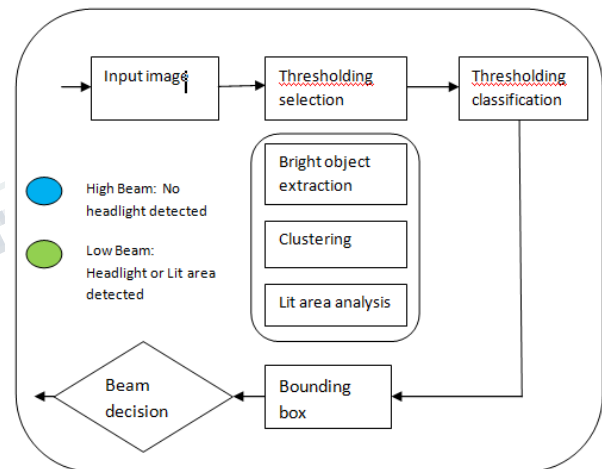 Input image
Thresholding
selection
Thresholding
classification
Bright object
extraction
High Beam: No
headlight detected
Clustering
Low Beam:
Headlight or Lit area
detected
Lit area analysis
Beam
decision
Bounding
box